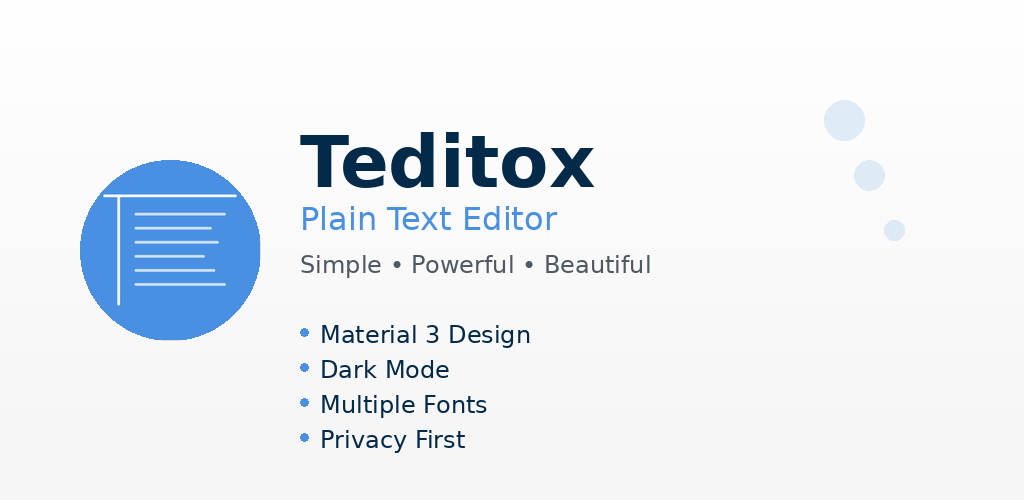 Teditox
Plain Text Editor
Simple • Powerful • Beautiful
• Material 3 Design
• Dark Mode
• Multiple Fonts
• Privacy First